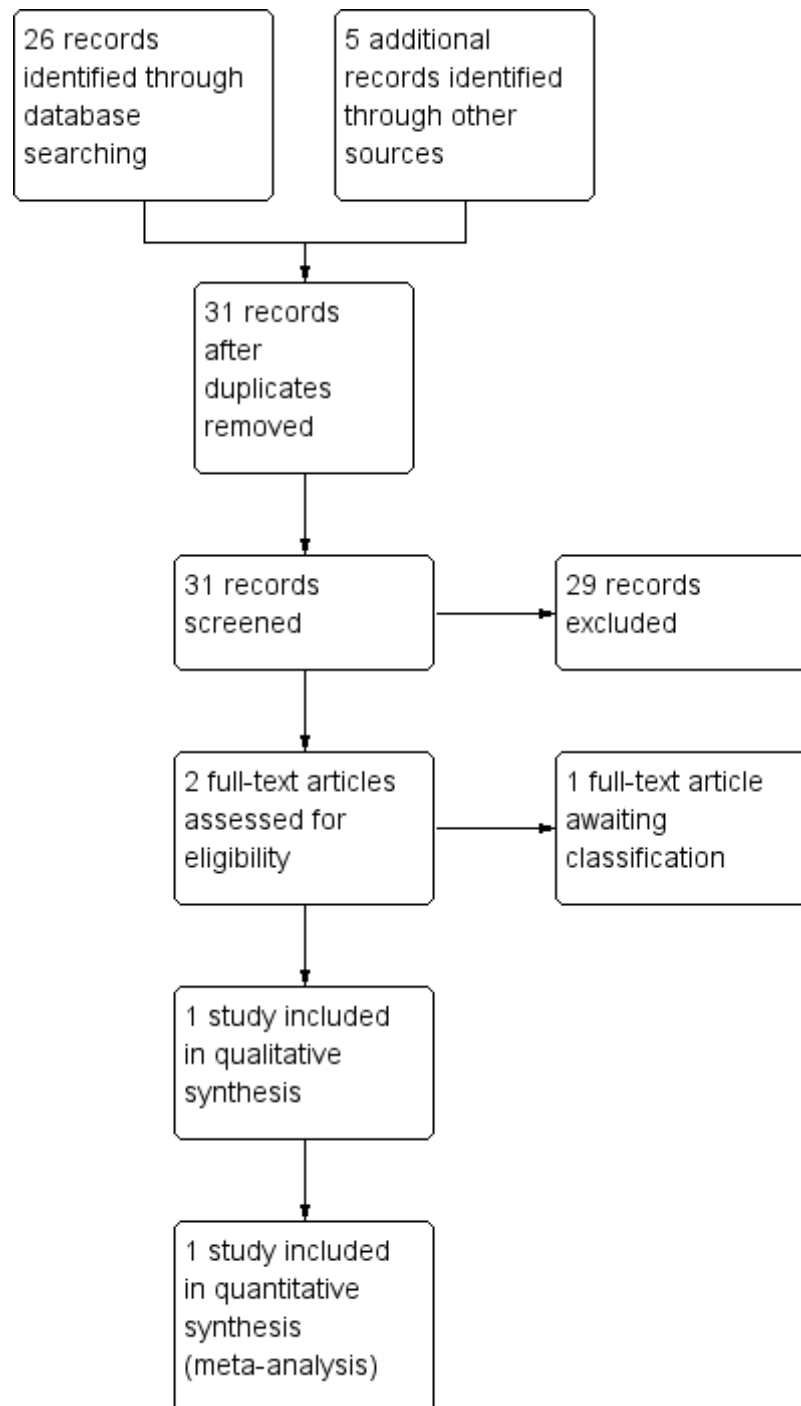 26 records
identified through
database
searching
5 additional
records identified
through other
sources
31 records
after
duplicates
removed
31 records
screened
29 records
excluded
2 full-text articles
assessed for
eligibility
1 full-text article
awaiting
classification
1 study included
in qualitative
synthesis
1 study included
in quantitative
synthesis
(meta-analysis)